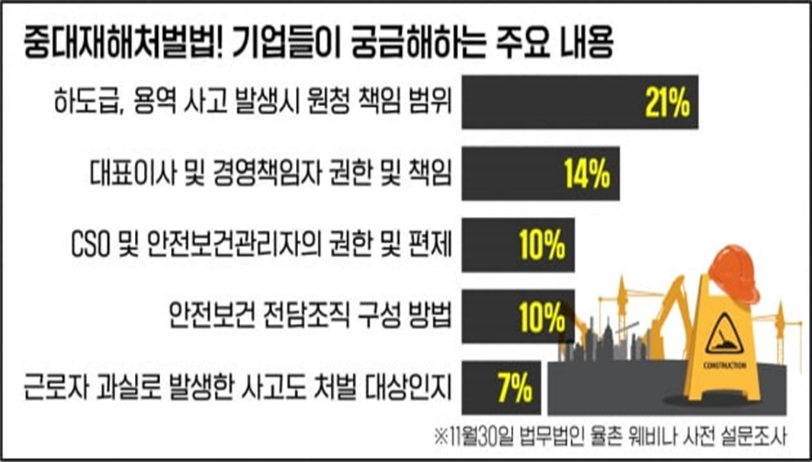 중대재해처벌법! 기업들이 궁금해하는 주요 내용
하도급, 용역 사고 발생시 원청 책임 범위 21%
대표이사 및 경영책임자 권한 및 책임 14%
CSO 및 안전보건관리자의 권한 및 편제 10%
안전보건 전담조직 구성 방법 10%
CONSTRUCTION
근로자 과실로 발생한 사고도 처벌 대상인지 7%
※11월30일 법무법인 율촌 웨비나 사전 설문조사